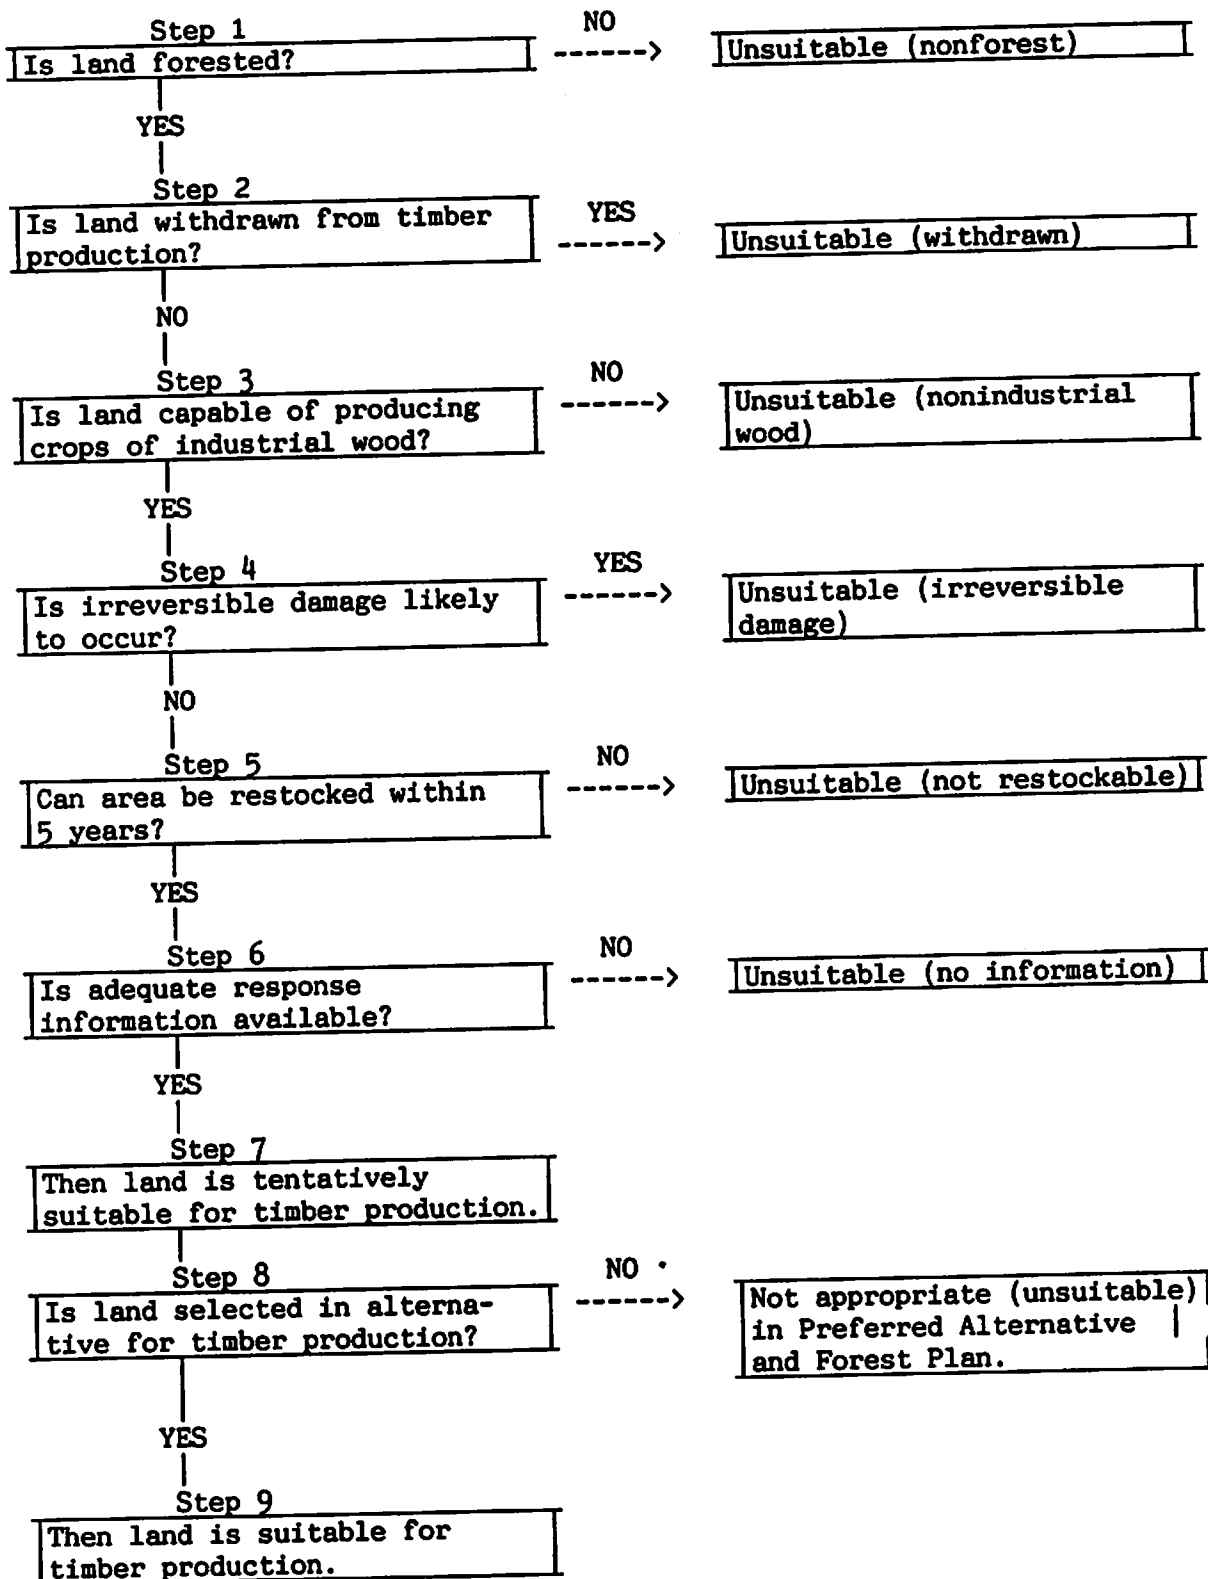 Step 1
NO
Is land forested?
Unsuitable (nonforest)
YES
Step 2
YES
Is land withdrawn from timber
production?
Unsuitable (withdrawn)
NO
Step 3
NO
Is land capable of producing
crops of industrial wood?
Unsuitable (nonindustrial
wood)
YES
Step 4
YES
Is irreversible damage likely
to occur?
Unsuitable (irreversible
damage)
NO
Step 5
NO
Can area be restocked within
5 years?
Unsuitable (not restockable)
YES
Step 6
NO
Is adequate response
information available?
Unsuitable (no information)
YES
Step 7
Then land is tentatively
suitable for timber production.
Step 8
NO
Is land selected in alterna-
tive for timber production?
Not appropriate (unsuitable)
in Preferred Alternative
and Forest Plan.
YES
Step 9
Then land is suitable for
timber production.